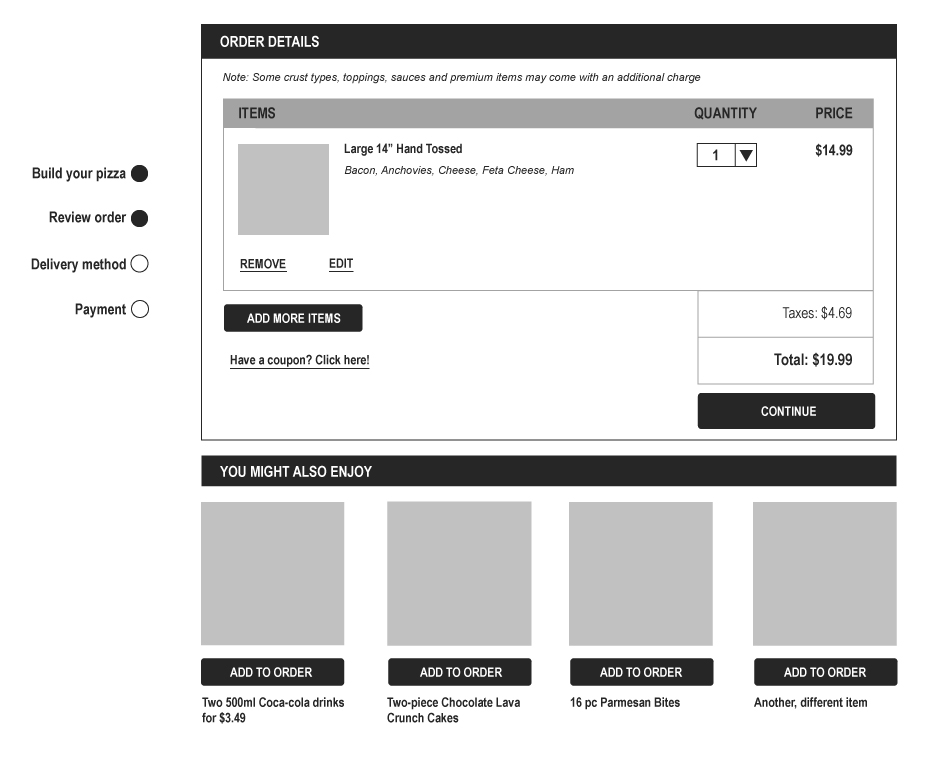 ORDER DETAILS
Note: Some crust types, toppings, sauces and premium items may come with an additional charge
ITEMS QUANTITY PRICE
Large 14” Hand Tossed 1 $14.99
Bacon, Anchovies, Cheese, Feta Cheese, Ham
REMOVE EDIT
Build your pizza
Review order
Delivery method
Payment
ADD MORE ITEMS
Taxes: $4.69
Have a coupon? Click here!
Total: $19.99
CONTINUE
YOU MIGHT ALSO ENJOY
ADD TO ORDER
Two 500ml Coca-cola drinks
for $3.49
ADD TO ORDER
Two-piece Chocolate Lava
Crunch Cakes
ADD TO ORDER
16 pc Parmesan Bites
ADD TO ORDER
Another, different item